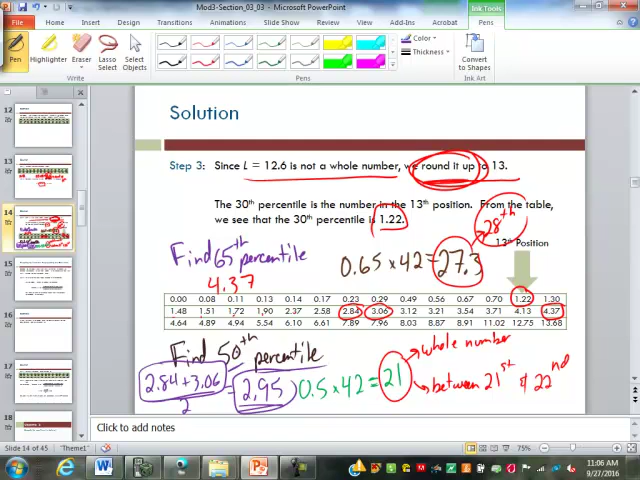 Mod3-Section_03_03 - Microsoft PowerPoint
Ink Tools
File Home Insert Design Transitions Animations Slide Show Review View Add-Ins Acrobat Pens
Pen Highlighter Eraser Lasso Select Select Objects
Color
Thickness
Convert to Shapes
Write Pens Ink Art
12
13
14
15
16
17
18
Solution
Step 3 Since L = 12.6 is not a whole number, we round it up to 13.
The 30th percentile is the number in the 13th position. From the table,
we see that the 30th percentile is 1.22.
28th
13th Position
Find 65th percentile
4.37
0.65 × 42 = 27.3
0.00 0.08 0.11 0.13 0.14 0.17 0.23 0.29 0.49 0.56 0.67 0.70 1.22 1.30
1.48 1.51 1.72 1.90 2.37 2.58 2.84 3.06 3.12 3.21 3.54 3.71 4.13 4.37
4.64 4.89 4.94 5.54 6.10 6.61 7.89 7.96 8.03 8.87 8.91 11.02 12.75 13.68
Find 50th percentile
2.84 + 3.06
2
= 2.95
0.5 × 42 = 21
whole number
between 21st & 22nd
Click to add notes
Slide 14 of 45 "Theme1" 75%
11:06 AM
9/27/2016